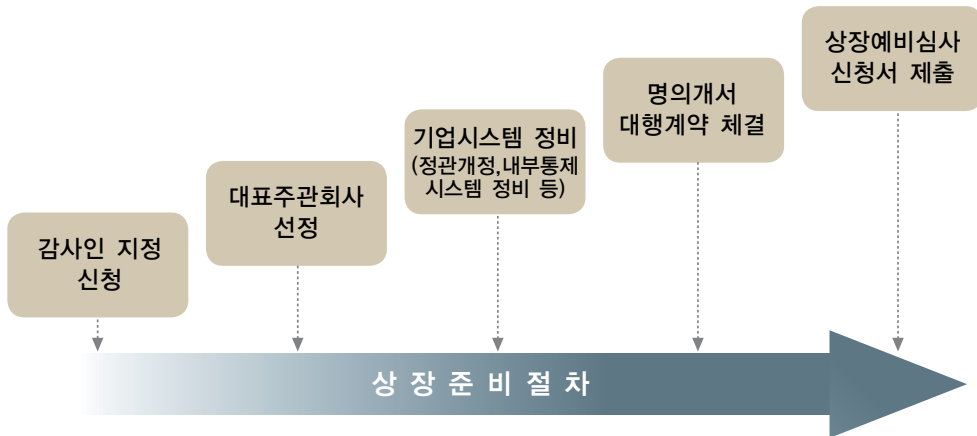 감사인 지정
신청
대표주관회사
선정
기업시스템 정비
(정관개정,내부통제
시스템 정비 등)
명의개서
대행계약 체결
상장예비심사
신청서 제출
상 장 준 비 절 차